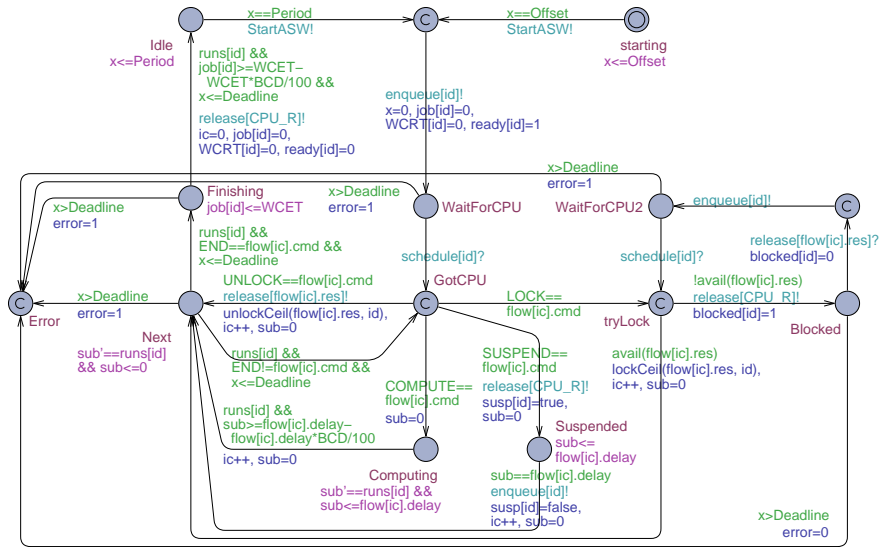 x==Period
StartASW!
C
x==Offset
StartASW!
Idle
x<=Period
starting
x<=Offset
runs[id] &&
job[id]>=WCET−
WCET*BCD/100 &&
x<=Deadline
release[CPU_R]!
ic=0, job[id]=0,
WCRT[id]=0, ready[id]=0
enqueue[id]!
x=0, job[id]=0,
WCRT[id]=0, ready[id]=1
x>Deadline
error=1
Finishing
job[id]<=WCET
x>Deadline
error=1
C
WaitForCPU
x>Deadline
error=1
WaitForCPU2
enqueue[id]!
C
runs[id] &&
END==flow[ic].cmd &&
x<=Deadline
schedule[id]?
schedule[id]?
release[flow[ic].res]?
blocked[id]=0
C
Error
x>Deadline
error=1
Next
sub'==runs[id]
&& sub<=0
UNLOCK==flow[ic].cmd
release[flow[ic].res]!
unlockCeil(flow[ic].res, id),
ic++, sub=0
GotCPU
C
LOCK==
flow[ic].cmd
C
tryLock
!avail(flow[ic].res)
release[CPU_R]!
blocked[id]=1
Blocked
runs[id] &&
END!=flow[ic].cmd &&
x<=Deadline
SUSPEND==
flow[ic].cmd
release[CPU_R]!
susp[id]=true,
sub=0
avail(flow[ic].res)
lockCeil(flow[ic].res, id),
ic++, sub=0
COMPUTE==
flow[ic].cmd
sub=0
runs[id] &&
sub>=flow[ic].delay−
flow[ic].delay*BCD/100
ic++, sub=0
Suspended
sub<=
flow[ic].delay
Computing
sub'==runs[id] &&
sub<=flow[ic].delay
sub==flow[ic].delay
enqueue[id]!
susp[id]=false,
ic++, sub=0
x>Deadline
error=0